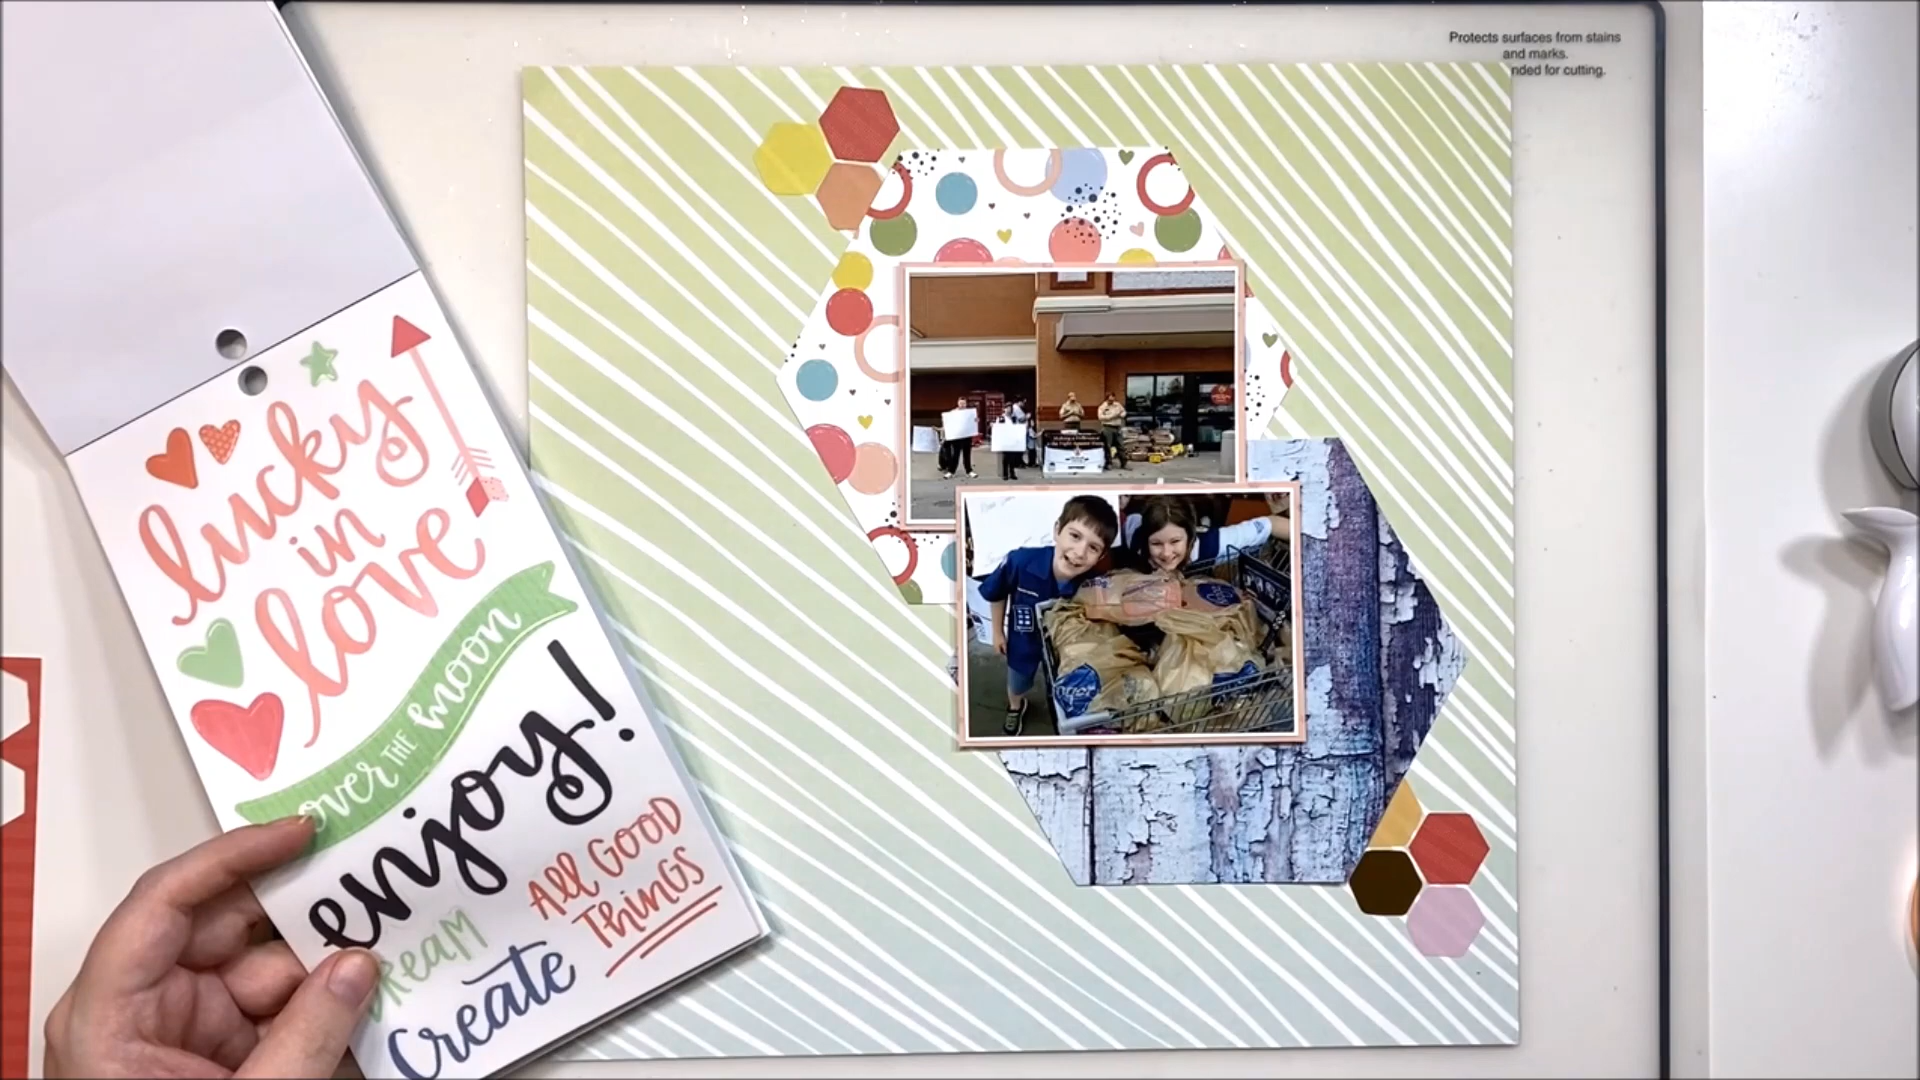 Protects surfaces from stains
and marks.
nded for cutting.
lucky
in
love
over THE moon
enjoy!
All GOOD
THINGS
DREAM
Create